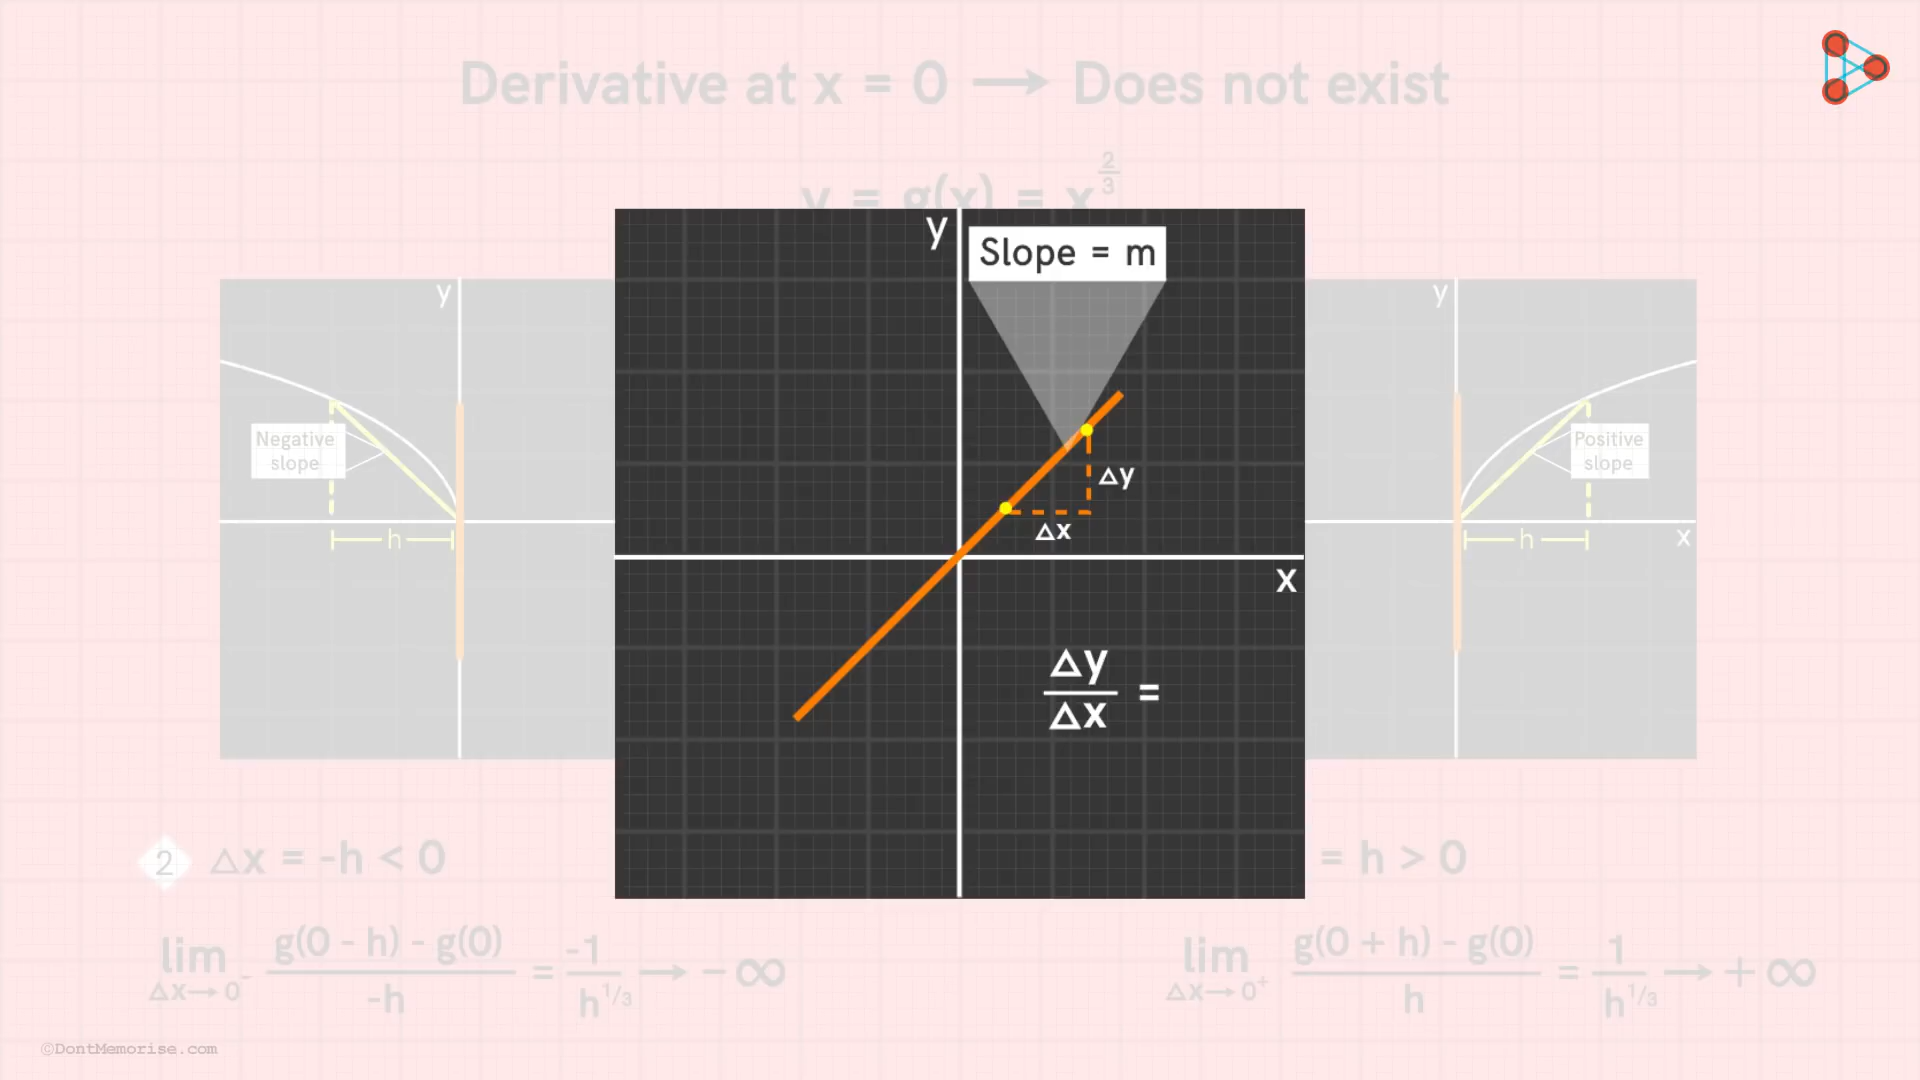 Derivative at x = 0 → Does not exist
y = g(x) = x^{2/3}
y
Slope = m
y
y
Negative
slope
Positive
slope
Δy
Δx
h
h
x
x
Δy/Δx =
2 Δx = -h < 0
= h > 0
lim Δx→0⁻ (g(0 - h) - g(0))/(-h) = -1/h^{1/3} → -∞
lim Δx→0⁺ (g(0 + h) - g(0))/h = 1/h^{1/3} → +∞
©DontMemorise.com